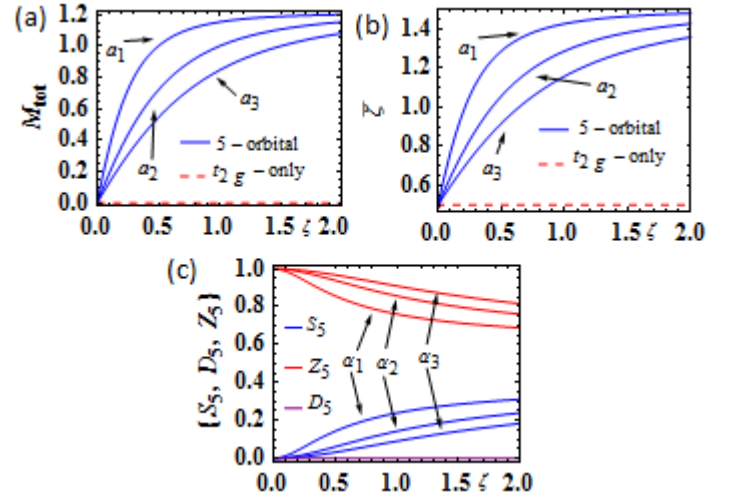 (a)
1.2
1.0
0.8
0.6
0.4
0.2
0.0
M_tot
a1
a2
a3
5 – orbital
t2 g – only
0.0 0.5 1.0 1.5 ζ 2.0
(b)
1.4
1.2
1.0
0.8
0.6
ζ̅
a1
a2
a3
5 – orbital
t2 g – only
0.0 0.5 1.0 1.5 ζ 2.0
(c)
1.0
0.8
0.6
0.4
0.2
0.0
{S5, D5, Z5}
S5
Z5
D5
α1 α2 α3
0.0 0.5 1.0 1.5 ζ 2.0